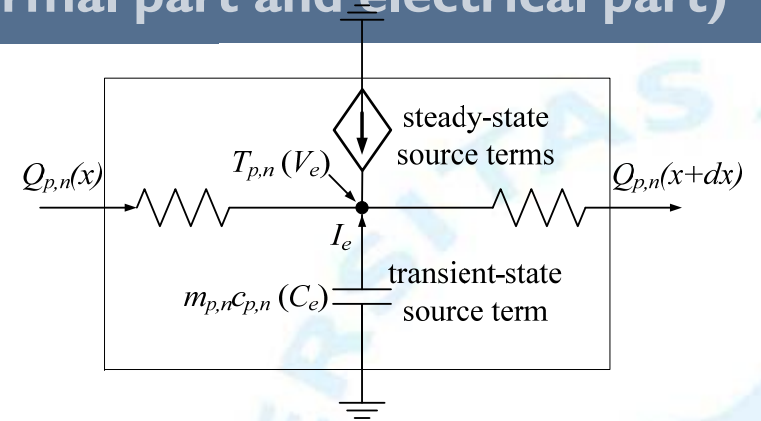 rmal part and electrical part)
steady-state
source terms
T_{p,n} (V_e)
Q_{p,n}(x)
Q_{p,n}(x+dx)
I_e
transient-state
source term
m_{p,n}c_{p,n} (C_e)
ERSITAS